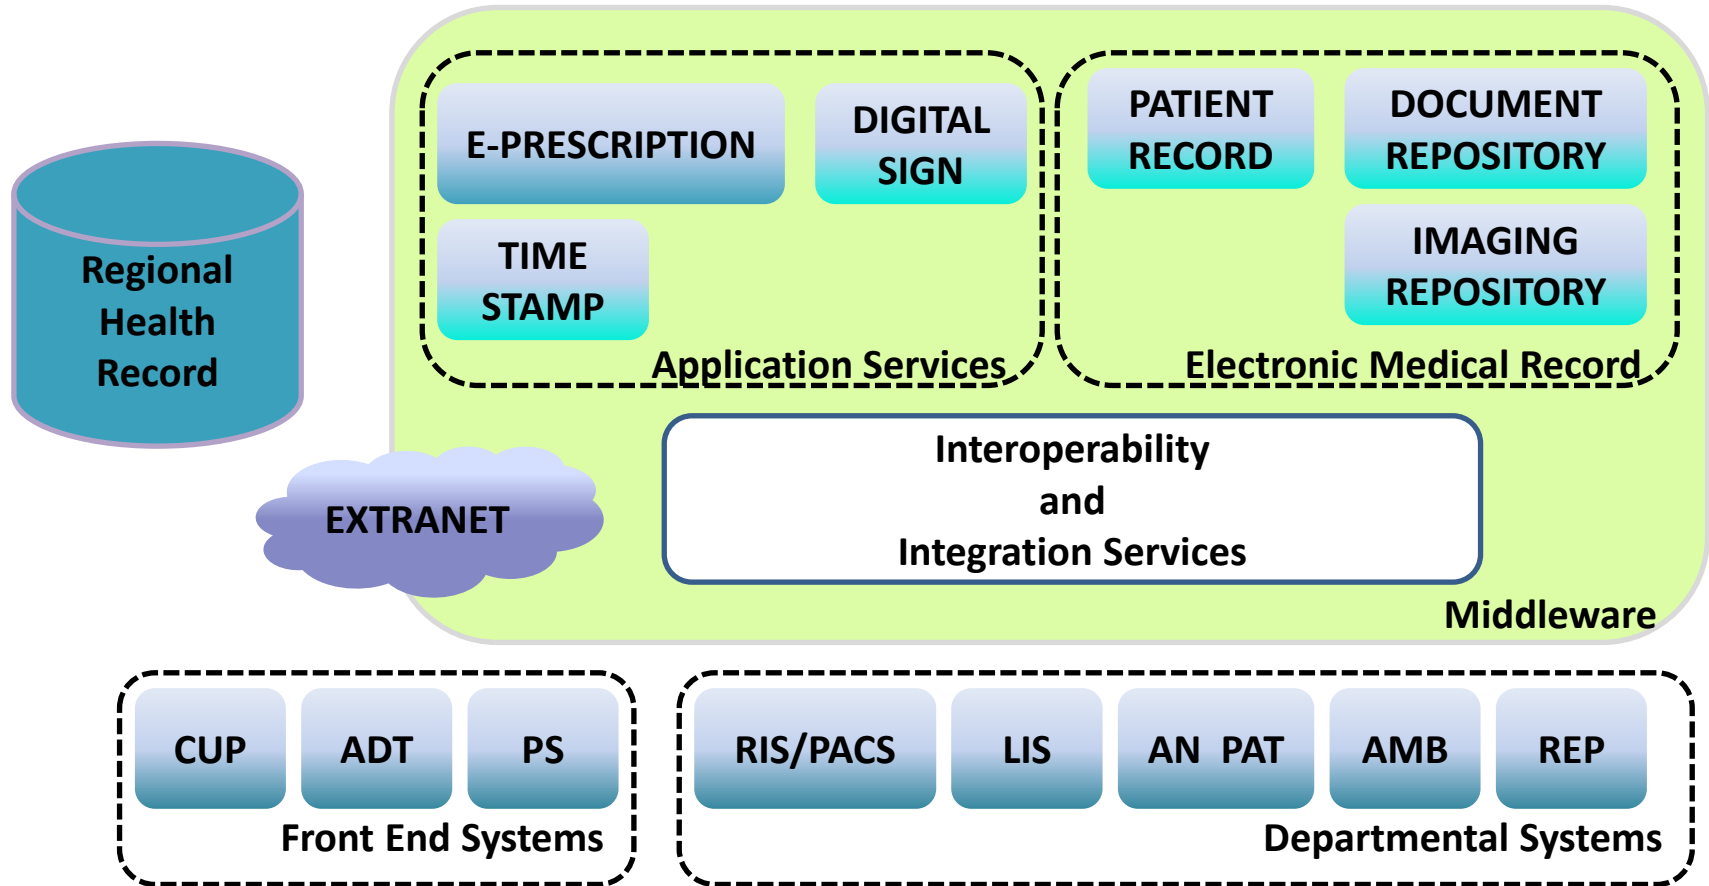 E-PRESCRIPTION
DIGITAL
SIGN
TIME
STAMP
Application Services
PATIENT
RECORD
DOCUMENT
REPOSITORY
IMAGING
REPOSITORY
Electronic Medical Record
Regional
Health
Record
EXTRANET
Interoperability
and
Integration Services
Middleware
CUP
ADT
PS
Front End Systems
RIS/PACS
LIS
AN PAT
AMB
REP
Departmental Systems